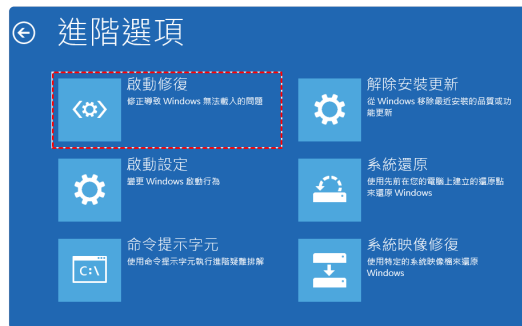 進階選項
啟動修復
修正導致 Windows 無法載入的問題
啟動設定
變更 Windows 啟動行為
命令提示字元
使用命令提示字元執行進階疑難排解
C:\
解除安裝更新
從 Windows 移除最近安裝的品質或功
能更新
系統還原
使用先前在您的電腦上建立的還原點
來還原 Windows
系統映像修復
使用特定的系統映像檔來還原
Windows